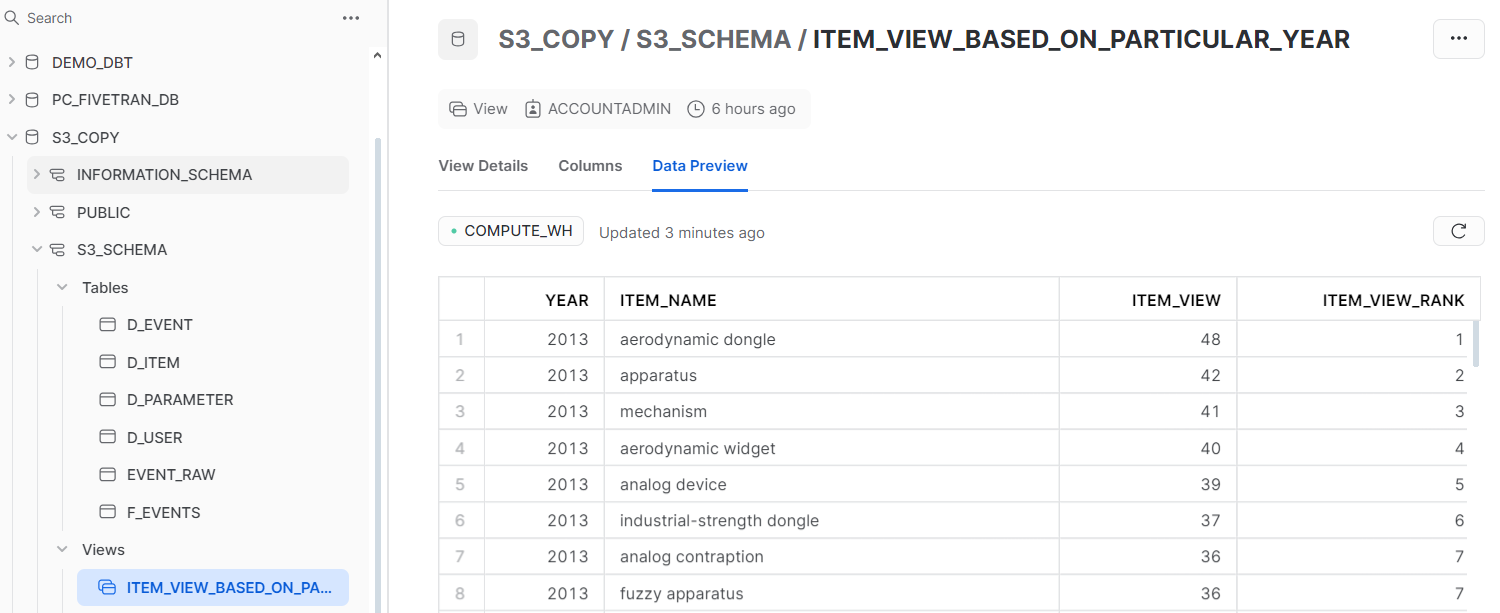 Search
DEMO_DBT
PC_FIVETRAN_DB
S3_COPY
INFORMATION_SCHEMA
PUBLIC
S3_SCHEMA
Tables
D_EVENT
D_ITEM
D_PARAMETER
D_USER
EVENT_RAW
F_EVENTS
Views
ITEM_VIEW_BASED_ON_PA...
S3_COPY / S3_SCHEMA / ITEM_VIEW_BASED_ON_PARTICULAR_YEAR
View ACCOUNTADMIN 6 hours ago
View Details Columns Data Preview
COMPUTE_WH Updated 3 minutes ago
YEAR ITEM_NAME ITEM_VIEW ITEM_VIEW_RANK
1 2013 aerodynamic dongle 48 1
2 2013 apparatus 42 2
3 2013 mechanism 41 3
4 2013 aerodynamic widget 40 4
5 2013 analog device 39 5
6 2013 industrial-strength dongle 37 6
7 2013 analog contraption 36 7
8 2013 fuzzy apparatus 36 7